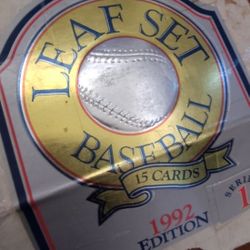 LEAF SET
BASEBALL
15 CARDS
1992
EDITION